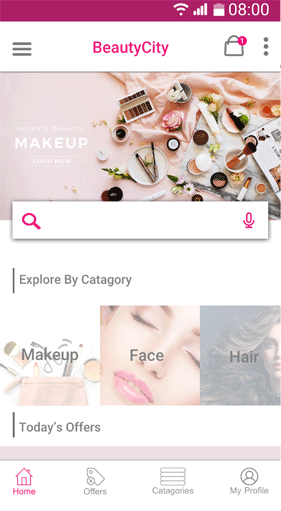 08:00
BeautyCity
1
naturally beautiful
MAKEUP
SHOP NOW
Explore By Catagory
Makeup
Face
Hair
Today's Offers
Home
Offers
Catagories
My Profile